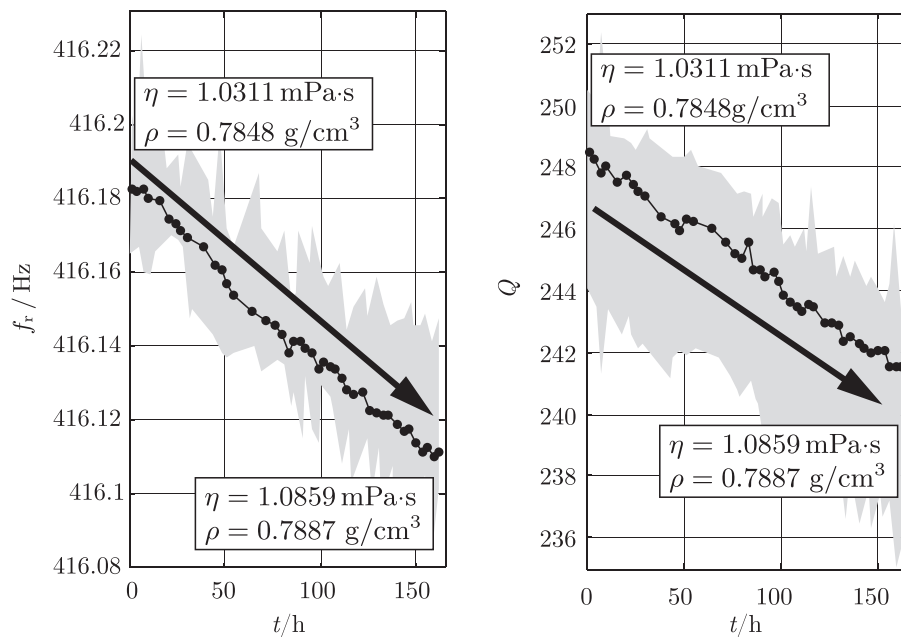 416.22
416.2
416.18
416.16
416.14
416.12
416.1
416.08
f_r / Hz
η = 1.0311 mPa·s
ρ = 0.7848 g/cm³
η = 1.0859 mPa·s
ρ = 0.7887 g/cm³
0 50 100 150
t/h
252
250
248
246
244
242
240
238
236
Q
η = 1.0311 mPa·s
ρ = 0.7848g/cm³
η = 1.0859 mPa·s
ρ = 0.7887 g/cm³
0 50 100 150
t/h